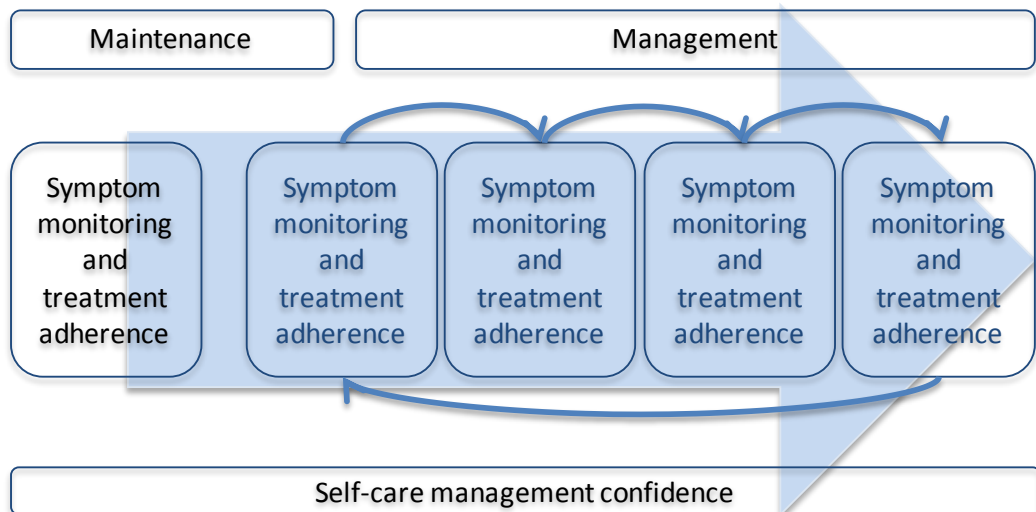 Maintenance
Management
Symptom
monitoring
and
treatment
adherence
Symptom
monitoring
and
treatment
adherence
Symptom
monitoring
and
treatment
adherence
Symptom
monitoring
and
treatment
adherence
Symptom
monitoring
and
treatment
adherence
Self-care management confidence